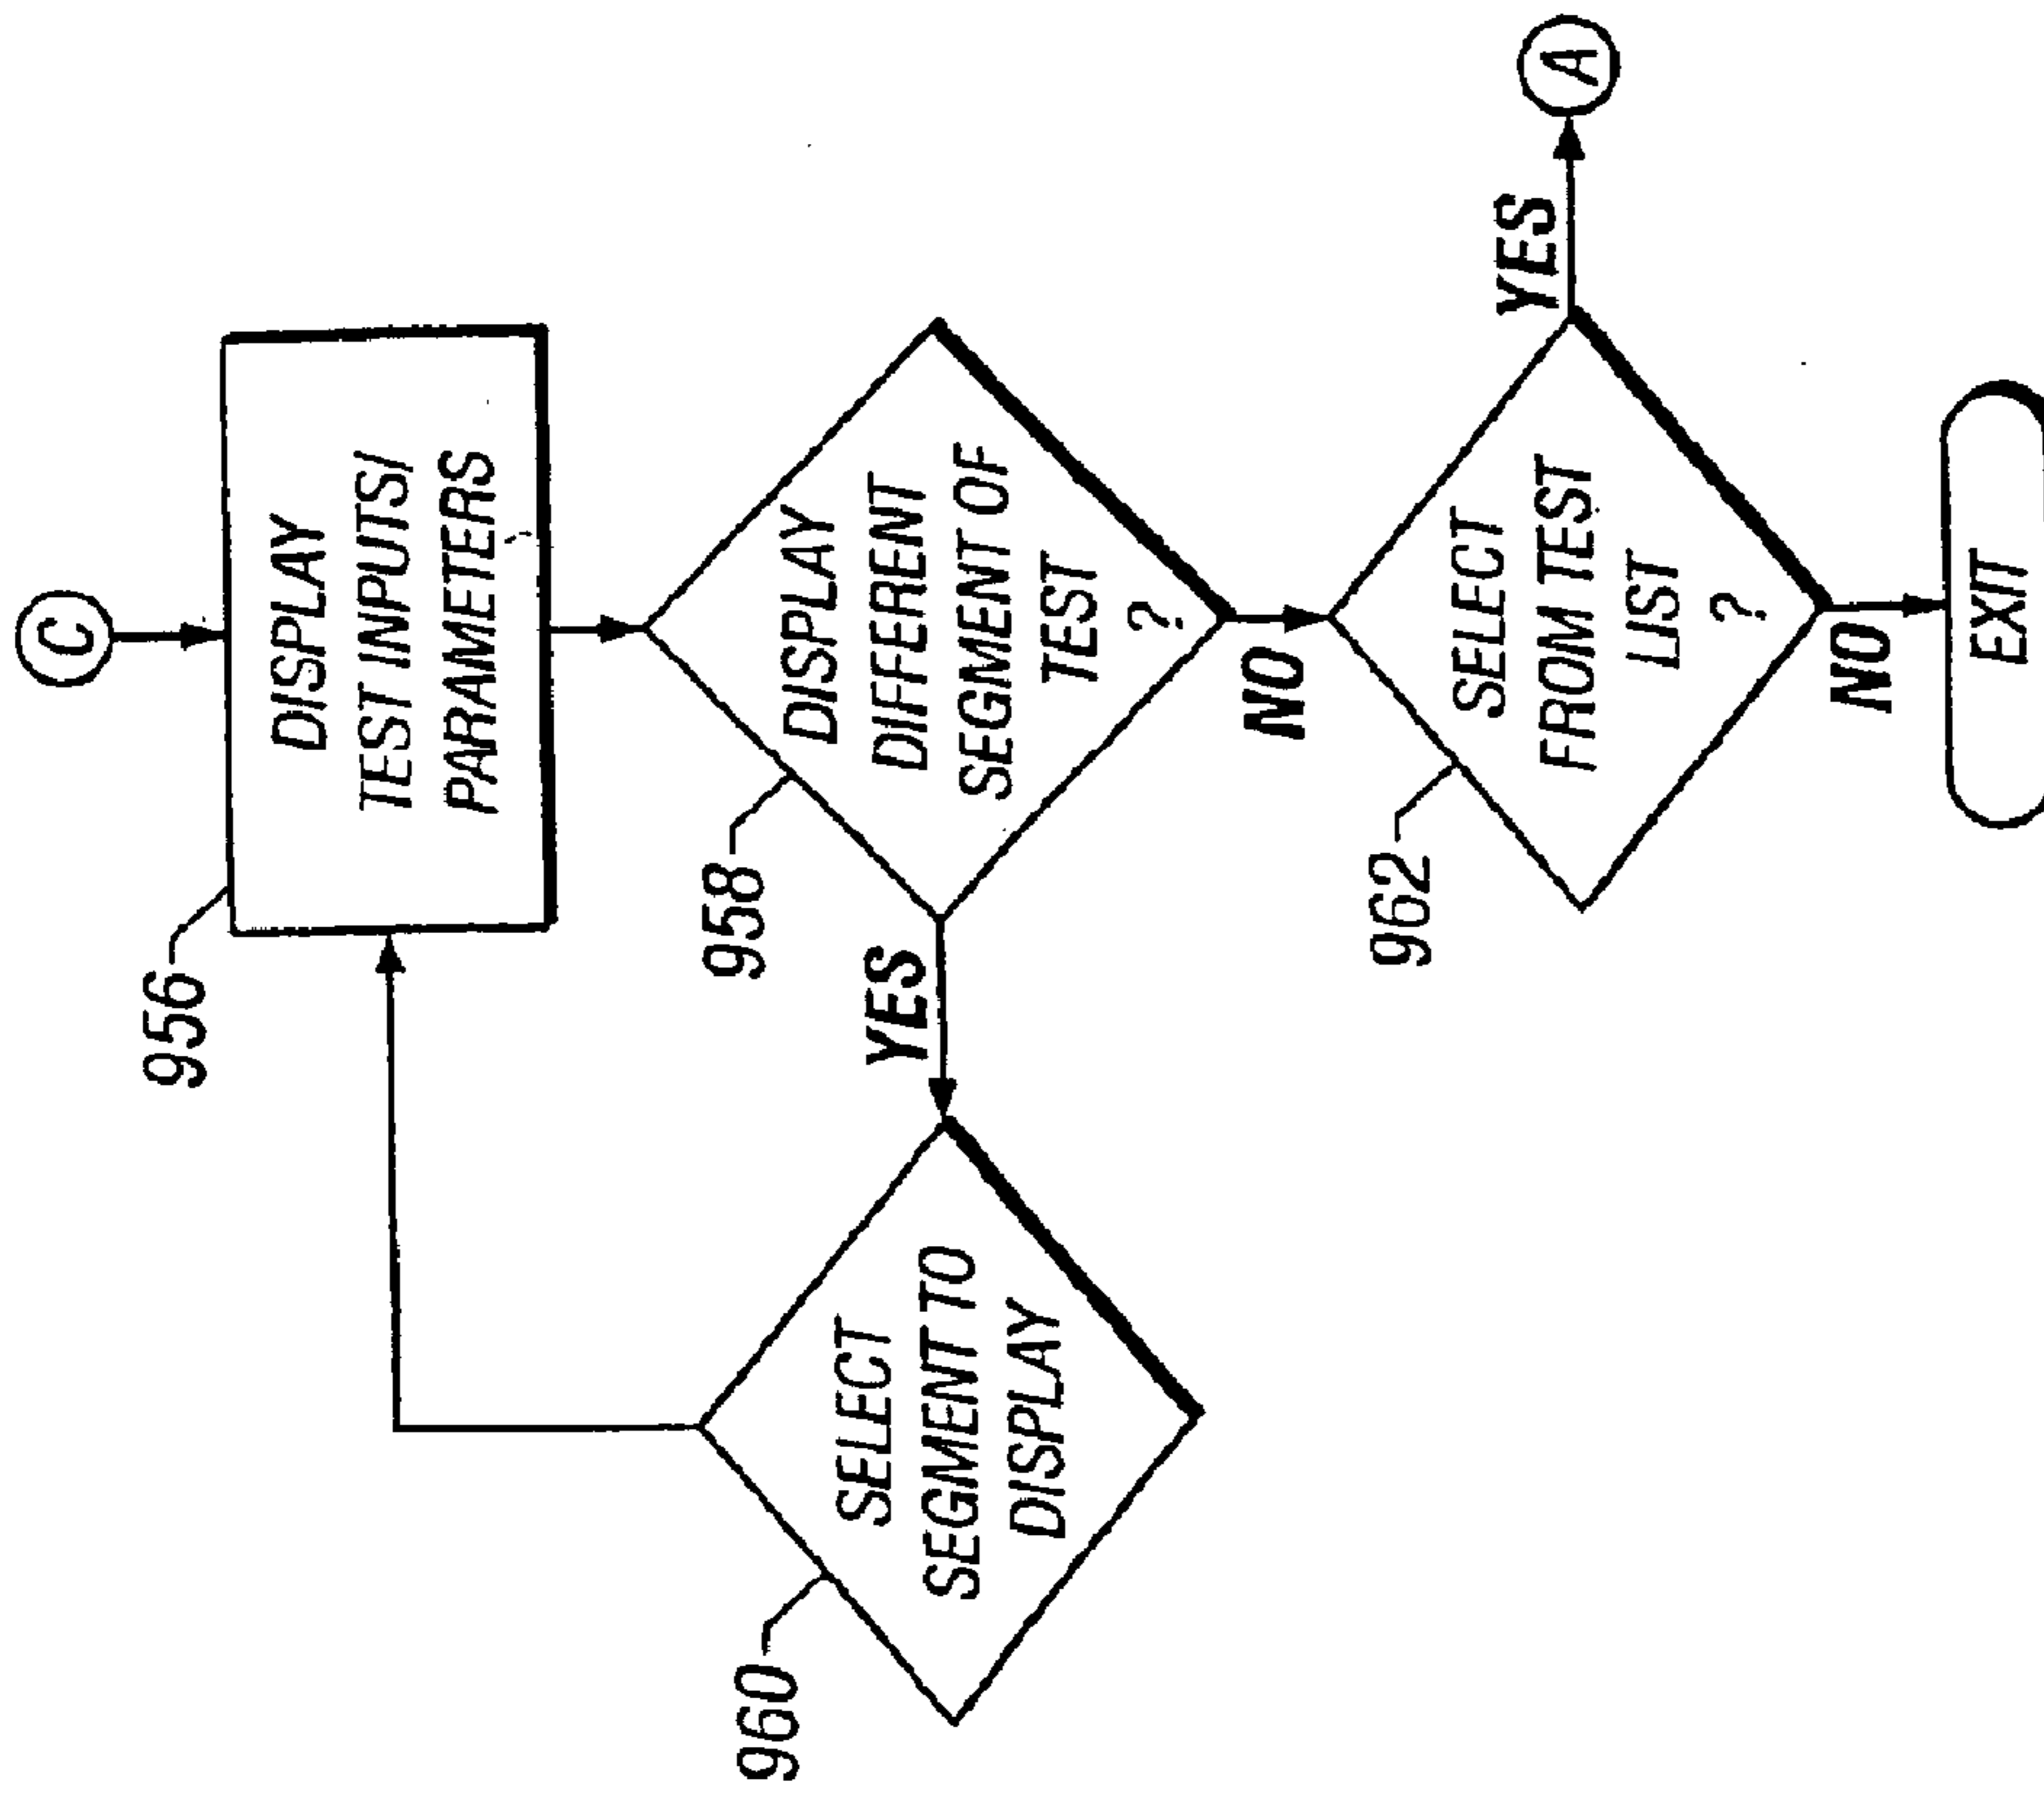 C
956
DISPLAY
TEST INPUTS/
PARAMETERS
958
DISPLAY
DIFFERENT
SEGMENT OF
TEST
?
YES
960
SELECT
SEGMENT TO
DISPLAY
NO
962
SELECT
FROM TEST
LIST
?
YES
A
NO
EXIT